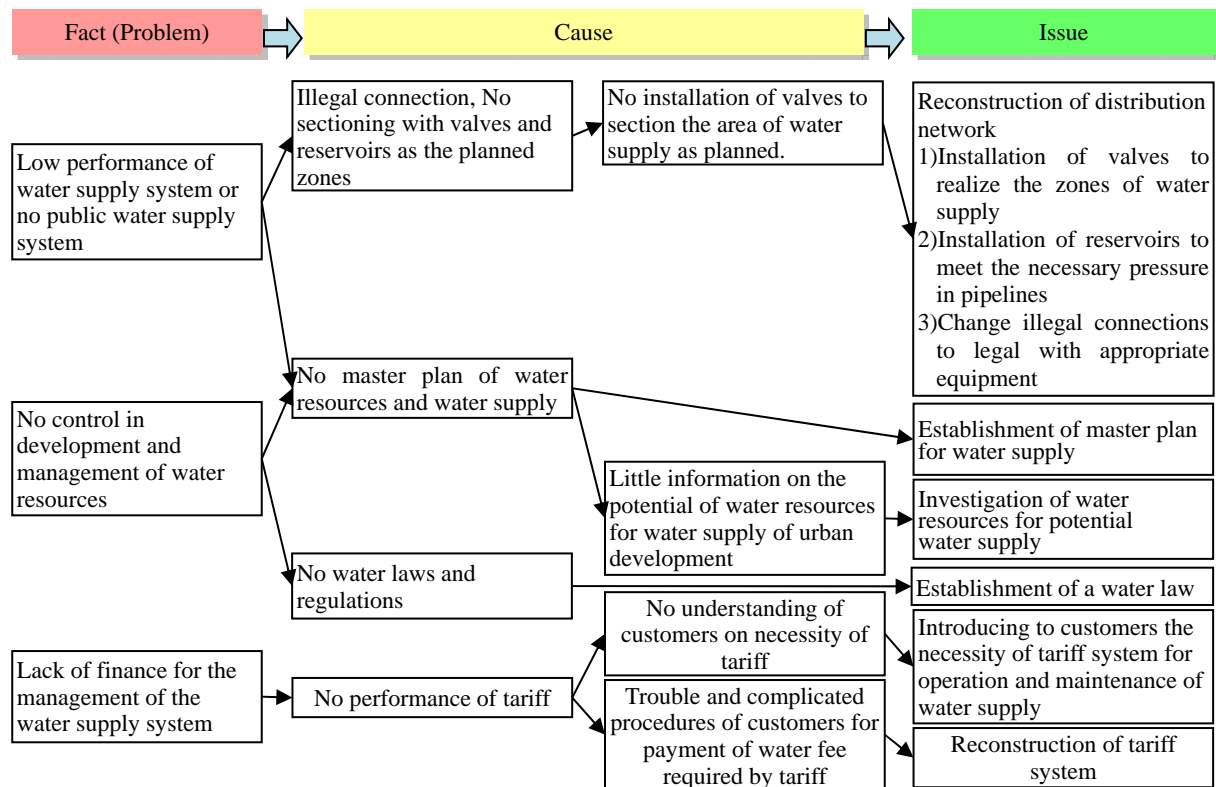 Fact (Problem)
Cause
Issue
Low performance of
water supply system or
no public water supply
system
Illegal connection, No
sectioning with valves and
reservoirs as the planned
zones
No installation of valves to
section the area of water
supply as planned.
Reconstruction of distribution
network
1)Installation of valves to
realize the zones of water
supply
2)Installation of reservoirs to
meet the necessary pressure
in pipelines
3)Change illegal connections
to legal with appropriate
equipment
No control in
development and
management of water
resources
No master plan of water
resources and water supply
Establishment of master plan
for water supply
Little information on the
potential of water resources
for water supply of urban
development
Investigation of water
resources for potential
water supply
No water laws and
regulations
Establishment of a water law
Lack of finance for the
management of the
water supply system
No performance of tariff
No understanding of
customers on necessity of
tariff
Introducing to customers the
necessity of tariff system for
operation and maintenance of
water supply
Trouble and complicated
procedures of customers for
payment of water fee
required by tariff
Reconstruction of tariff
system